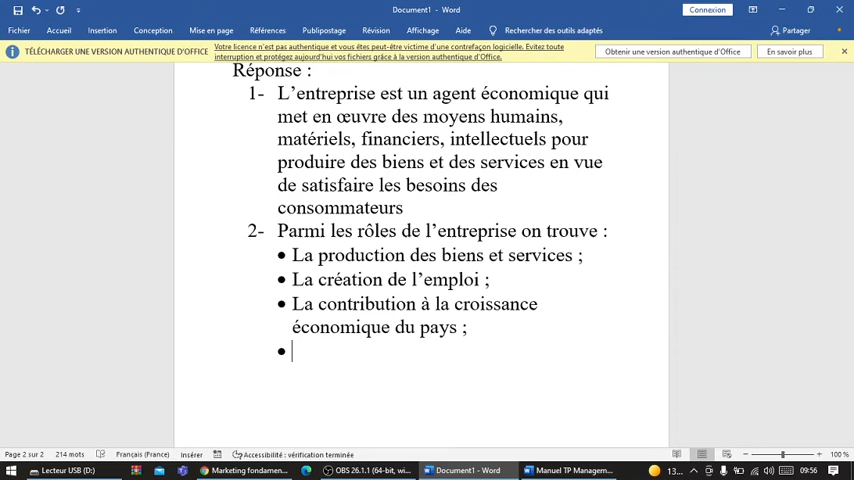 Document1 - Word
Connexion
Fichier Accueil Insertion Conception Mise en page Références Publipostage Révision Affichage Aide Rechercher des outils adaptés Partager
TÉLÉCHARGER UNE VERSION AUTHENTIQUE D'OFFICE Votre licence n'est pas authentique et vous êtes peut-être victime d'une contrefaçon logicielle. Évitez toute
interruption et protégez aujourd'hui vos fichiers grâce à la version authentique d'Office.
Obtenir une version authentique d'Office En savoir plus
Réponse :
1- L'entreprise est un agent économique qui
met en œuvre des moyens humains,
matériels, financiers, intellectuels pour
produire des biens et des services en vue
de satisfaire les besoins des
consommateurs
2- Parmi les rôles de l'entreprise on trouve :
• La production des biens et services ;
• La création de l'emploi ;
• La contribution à la croissance
économique du pays ;
•
Page 2 sur 2 214 mots Français (France) Insérer Accessibilité : vérification terminée 100 %
Lecteur USB (D:) Marketing fondamen... OBS 26.1.1 (64-bit, wi... Document1 - Word Manuel TP Managem... 13... 09:56